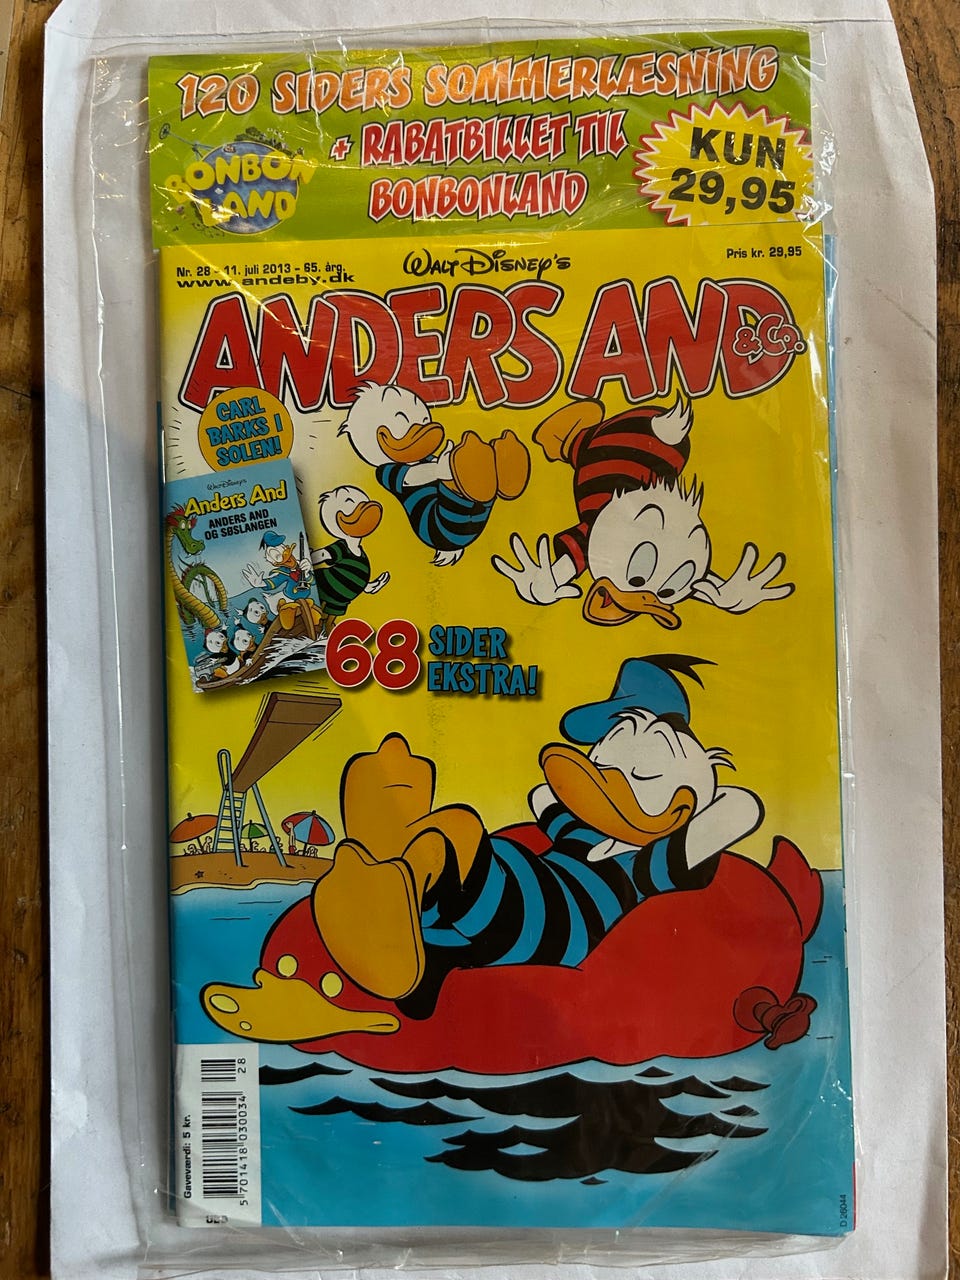 120 SIDERS SOMMERLÆSNING
+ RABATBILLET TIL
BONBONLAND
BONBON
LAND
KUN
29,95
Nr. 28 - 11. juli 2013 - 65. årg.
www.andeby.dk
WALT DISNEY'S
Pris kr. 29,95
ANDERS AND
& Co.
CARL
BARKS I
SOLEN!
WALT DISNEY'S
Anders And
ANDERS AND
OG SØSLANGEN
68 SIDER
EKSTRA!
Gaveværdi: 5 kr.
5 701418 030034
28
D 26044